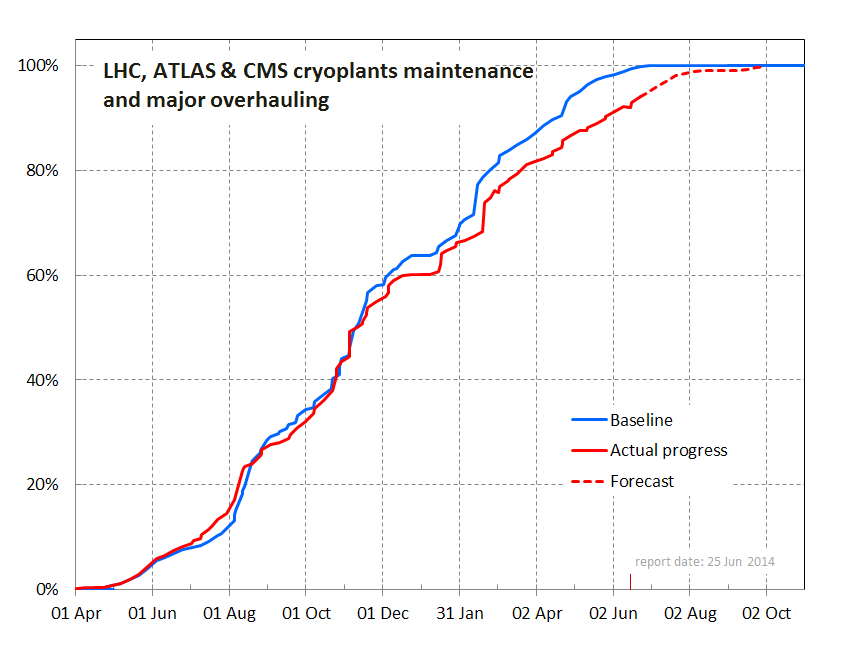 LHC, ATLAS & CMS cryoplants maintenance
and major overhauling
100%
80%
60%
40%
20%
0%
Baseline
Actual progress
Forecast
report date: 25 Jun 2014
01 Apr 01 Jun 01 Aug 01 Oct 01 Dec 31 Jan 02 Apr 02 Jun 02 Aug 02 Oct